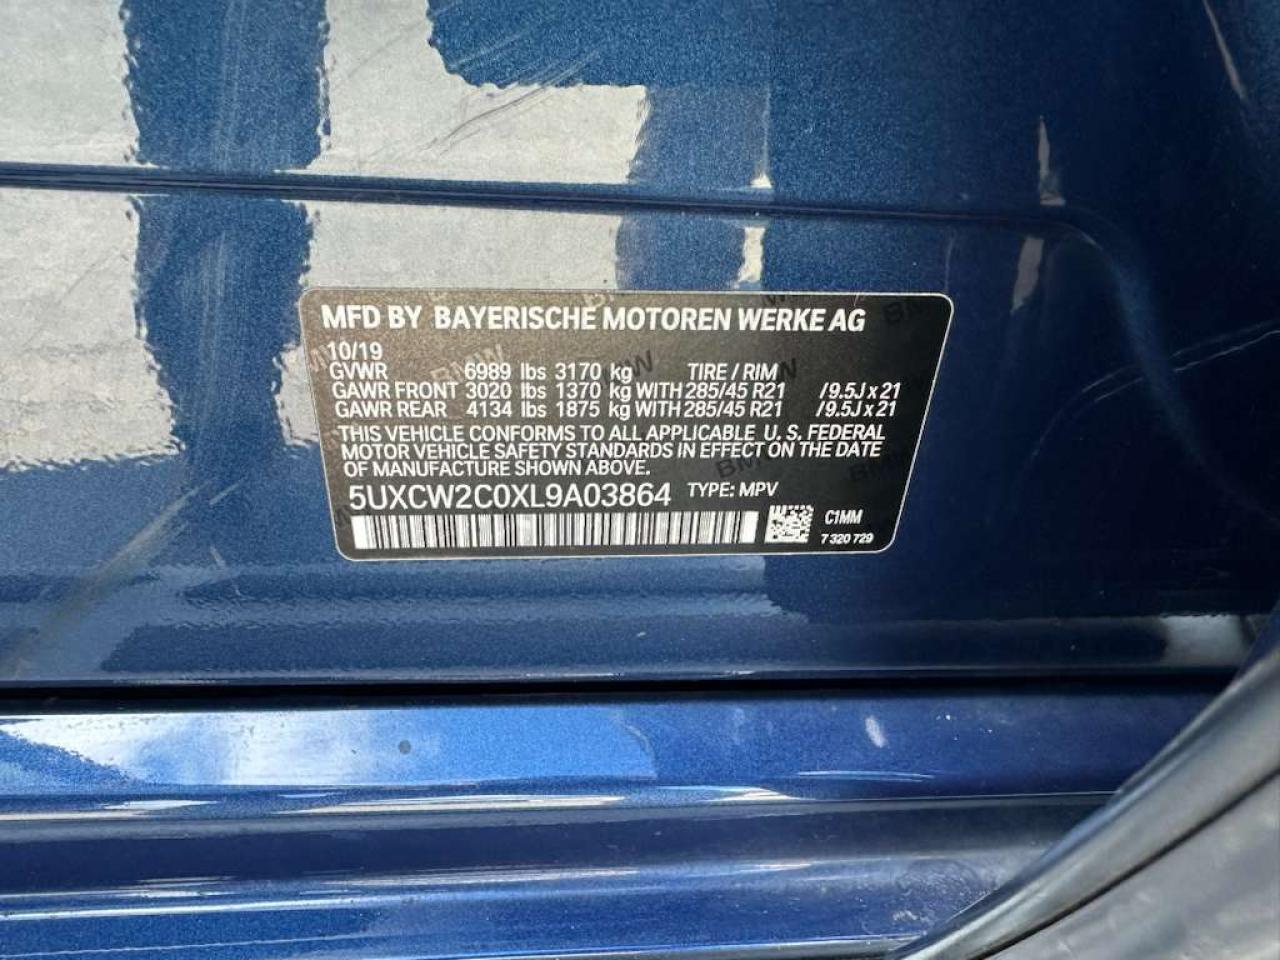 MFD BY BAYERISCHE MOTOREN WERKE AG
10/19
GVWR 6989 lbs 3170 kg TIRE / RIM
GAWR FRONT 3020 lbs 1370 kg WITH 285/45 R21 /9.5J x 21
GAWR REAR 4134 lbs 1875 kg WITH 285/45 R21 /9.5J x 21
THIS VEHICLE CONFORMS TO ALL APPLICABLE U. S. FEDERAL
MOTOR VEHICLE SAFETY STANDARDS IN EFFECT ON THE DATE
OF MANUFACTURE SHOWN ABOVE.
5UXCW2C0XL9A03864 TYPE: MPV
C1MM
7 320 729